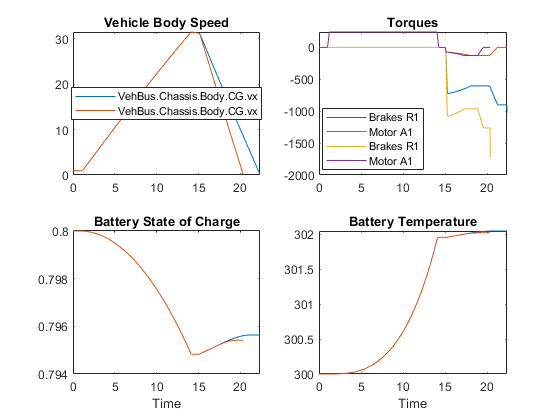 Vehicle Body Speed
30
20
10
0
VehBus.Chassis.Body.CG.vx
VehBus.Chassis.Body.CG.vx
0 5 10 15 20
Torques
0
-500
-1000
-1500
-2000
Brakes R1
Motor A1
Brakes R1
Motor A1
0 5 10 15 20
Battery State of Charge
0.8
0.798
0.796
0.794
0 5 10 15 20
Time
Battery Temperature
302
301.5
301
300.5
300
0 5 10 15 20
Time